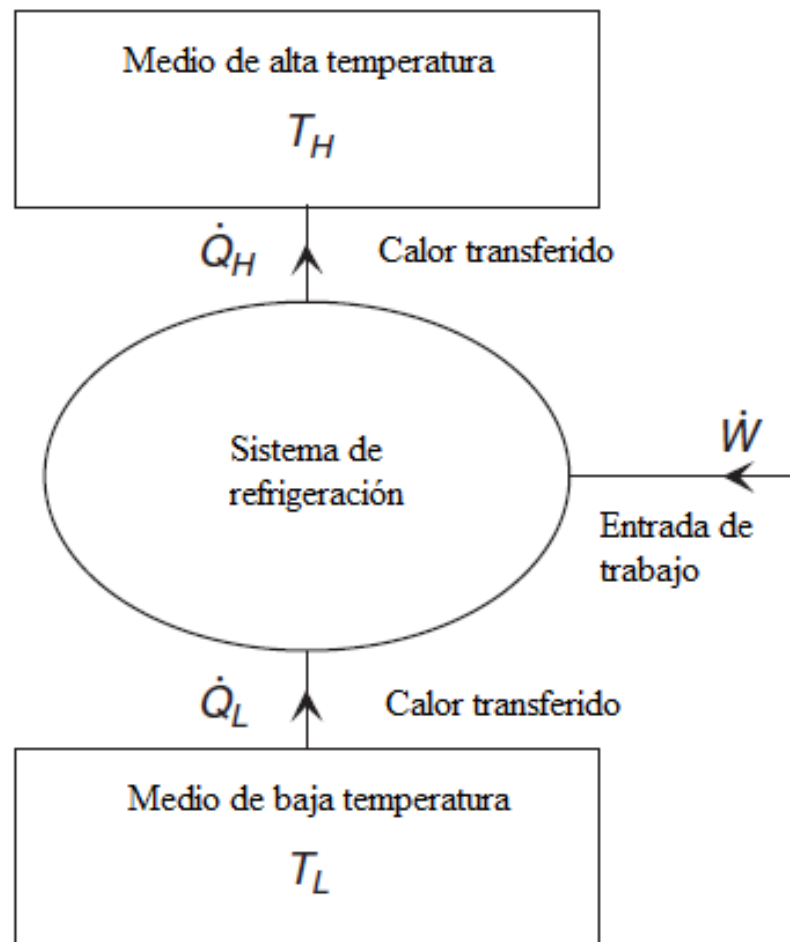 Medio de alta temperatura
T_H
Q̇_H
Calor transferido
Sistema de
refrigeración
Ẇ
Entrada de
trabajo
Q̇_L
Calor transferido
Medio de baja temperatura
T_L